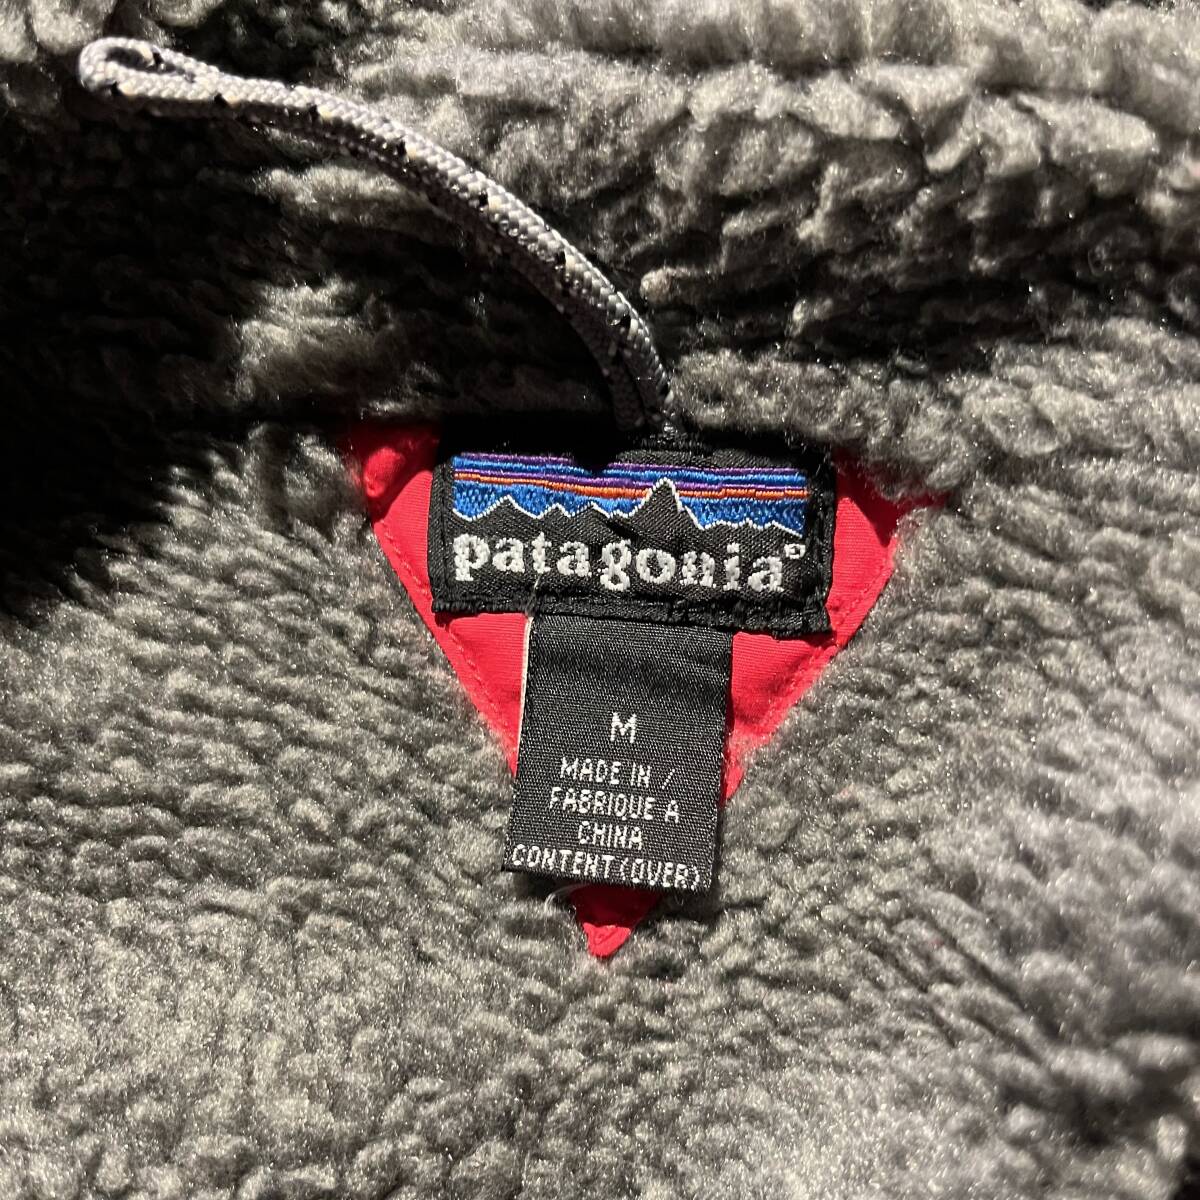 patagonia®
M
MADE IN /
FABRIQUE A
CHINA
CONTENT (OVER)